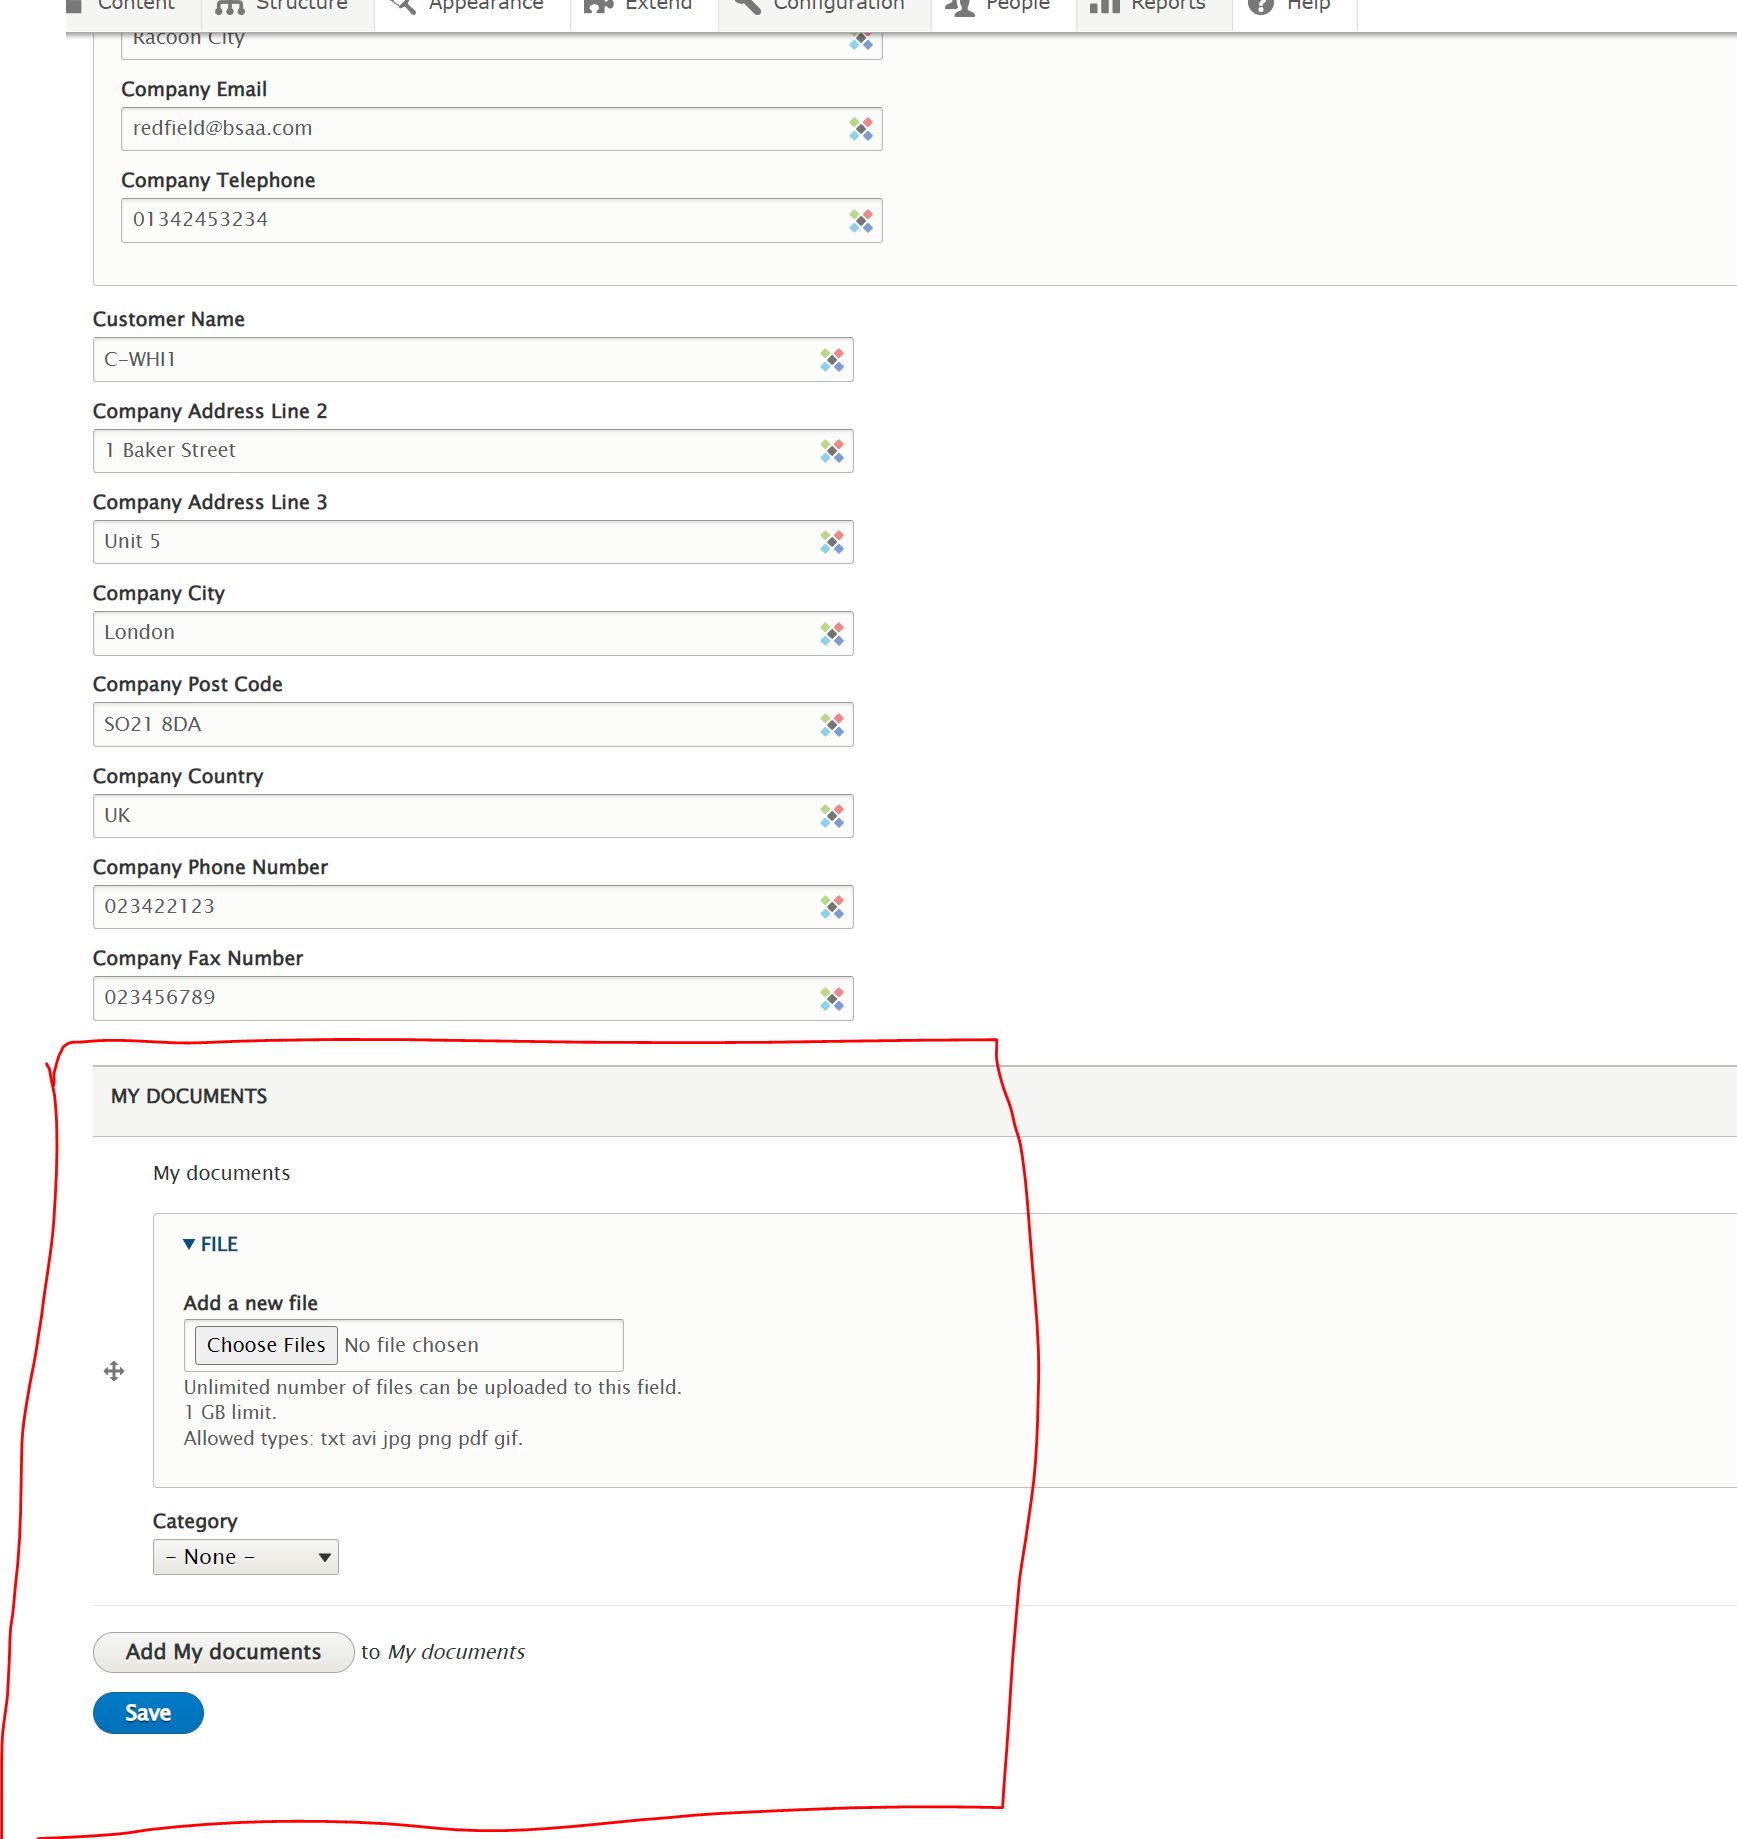 Content Structure Appearance Extend Configuration People Reports Help
Racoon City
Company Email
redfield@bsaa.com
Company Telephone
01342453234
Customer Name
C-WHI1
Company Address Line 2
1 Baker Street
Company Address Line 3
Unit 5
Company City
London
Company Post Code
SO21 8DA
Company Country
UK
Company Phone Number
023422123
Company Fax Number
023456789
MY DOCUMENTS
My documents
FILE
Add a new file
Choose Files No file chosen
Unlimited number of files can be uploaded to this field.
1 GB limit.
Allowed types: txt avi jpg png pdf gif.
Category
- None -
Add My documents to My documents
Save